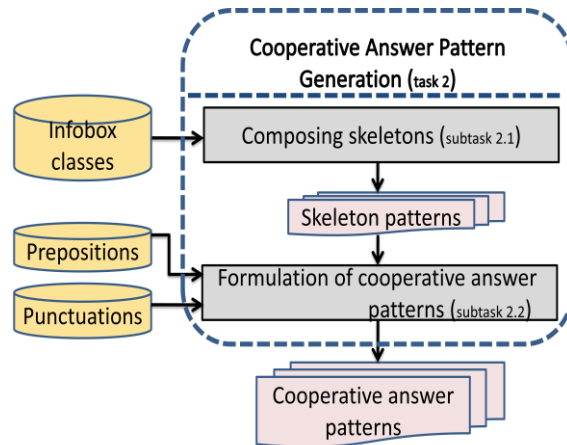 Cooperative Answer Pattern
Generation (task 2)
Infobox
classes
Composing skeletons (subtask 2.1)
Skeleton patterns
Prepositions
Punctuations
Formulation of cooperative answer
patterns (subtask 2.2)
Cooperative answer
patterns